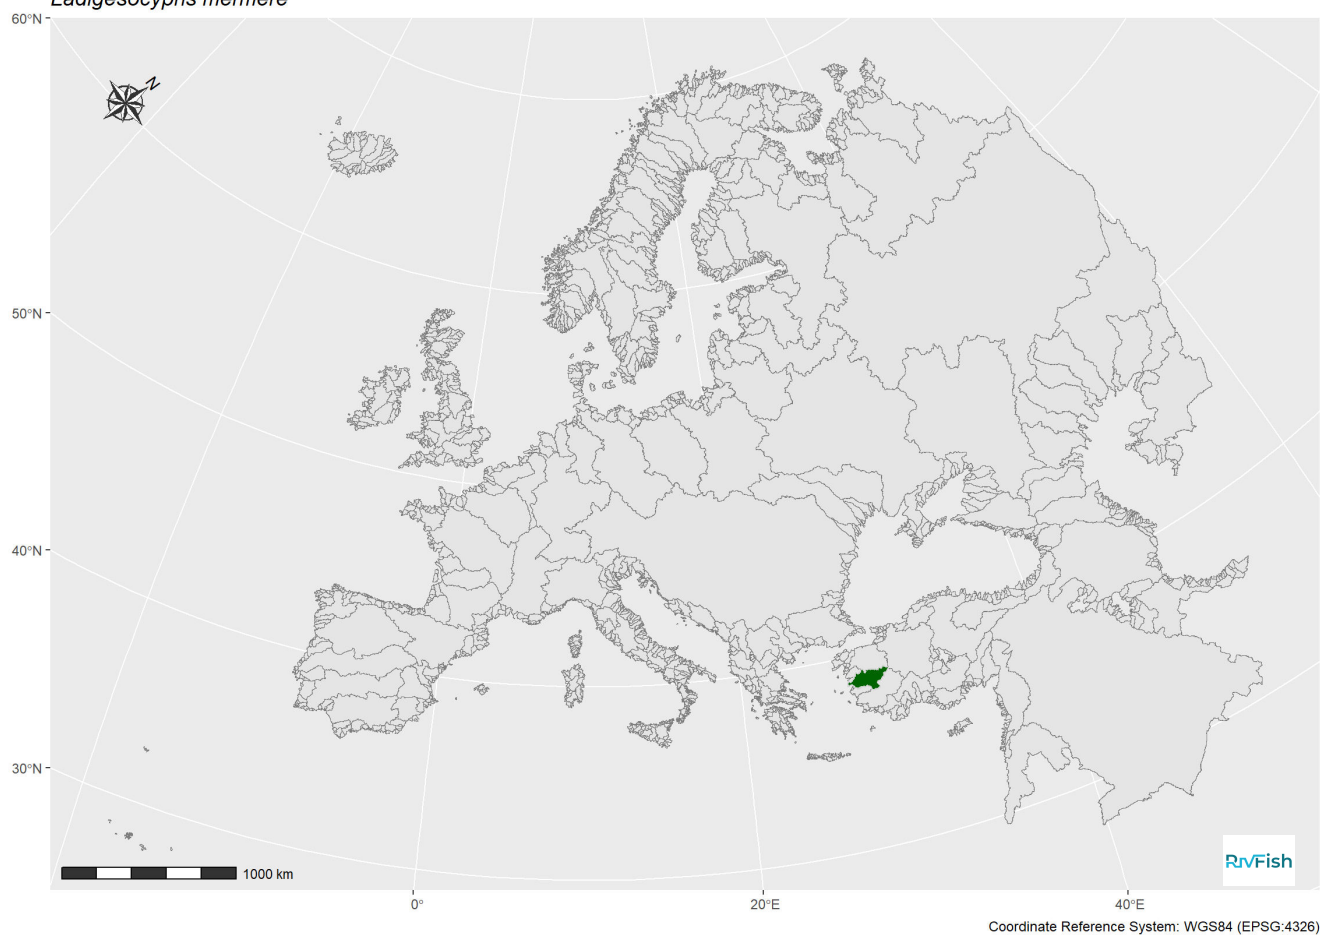 Ladigesocypris mermere
60°N
N
50°N
40°N
30°N
1000 km
RIVFish
0°
20°E
40°E
Coordinate Reference System: WGS84 (EPSG:4326)